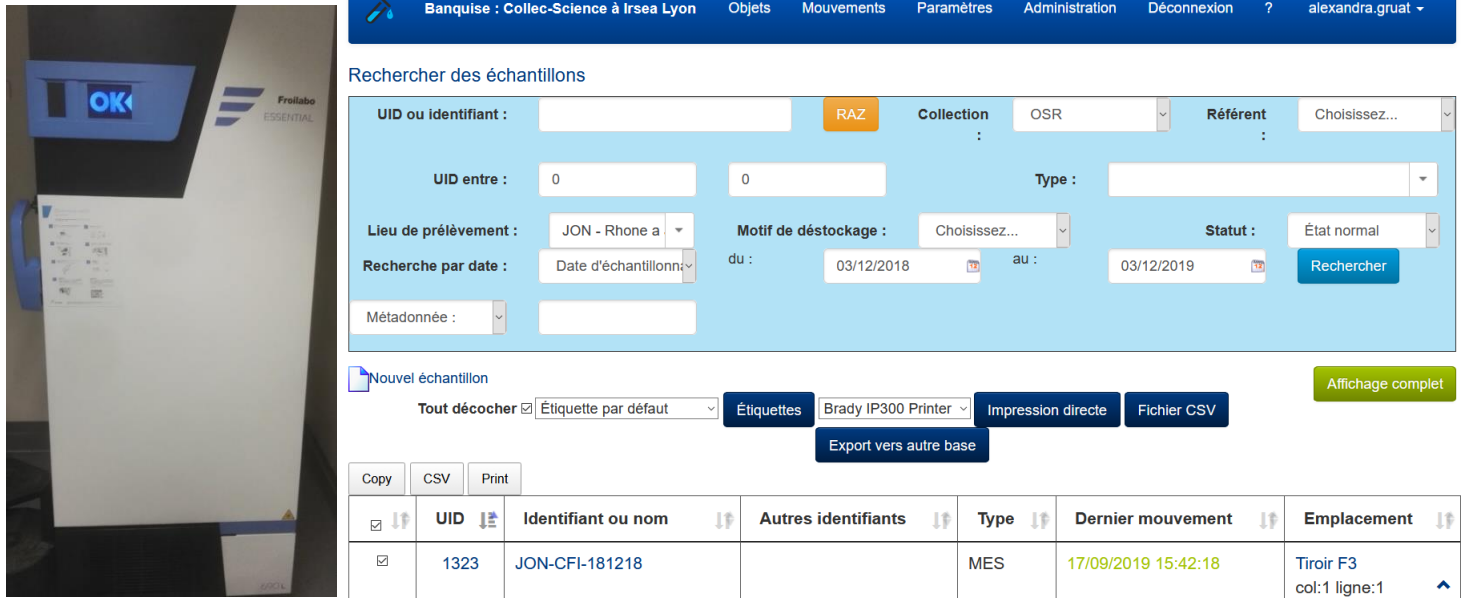 OK
Froilabo
ESSENTIAL
Banquise : Collec-Science à Irsea Lyon Objets Mouvements Paramètres Administration Déconnexion ? alexandra.gruat
Rechercher des échantillons
UID ou identifiant : RAZ Collection : OSR Référent : Choisissez...
UID entre : 0 0 Type :
Lieu de prélèvement : JON - Rhone a Motif de déstockage : Choisissez... Statut : État normal
Recherche par date : Date d'échantillonna du : 03/12/2018 au : 03/12/2019 Rechercher
Métadonnée :
Nouvel échantillon Affichage complet
Tout décocher Étiquette par défaut Étiquettes Brady IP300 Printer Impression directe Fichier CSV
Export vers autre base
Copy CSV Print
UID Identifiant ou nom Autres identifiants Type Dernier mouvement Emplacement
1323 JON-CFI-181218 MES 17/09/2019 15:42:18 Tiroir F3
col:1 ligne:1